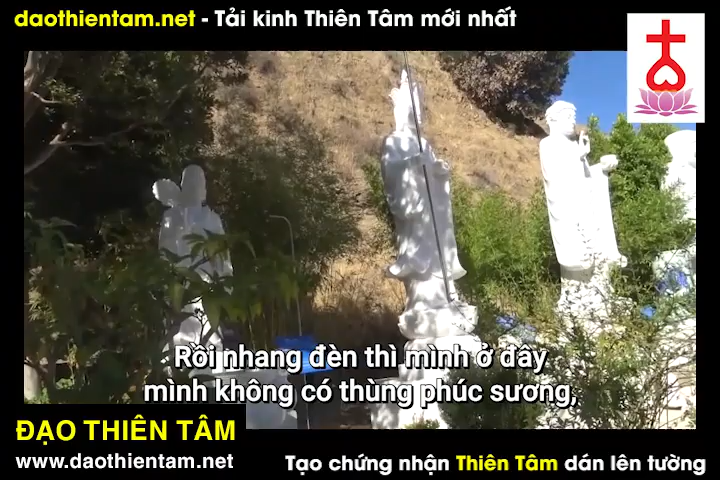 daothientam.net - Tải kinh Thiên Tâm mới nhất
Rồi nhang đèn thì mình ở đây
mình không có thùng phúc sương,
ĐẠO THIÊN TÂM
www.daothientam.net
Tạo chứng nhận Thiên Tâm dán lên tường